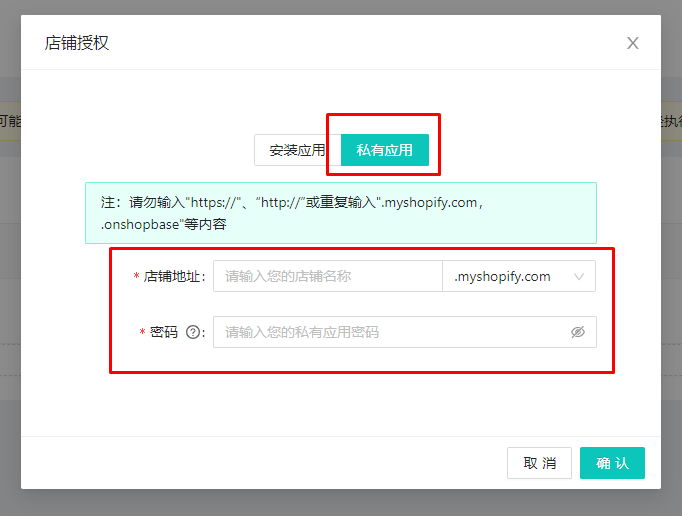 店铺授权
可能
经执行
安装应用
私有应用
注：请勿输入"https://"、“http://”或重复输入".myshopify.com，
.onshopbase"等内容
* 店铺地址：
请输入您的店铺名称
.myshopify.com
* 密码 ?：
请输入您的私有应用密码
取 消
确 认